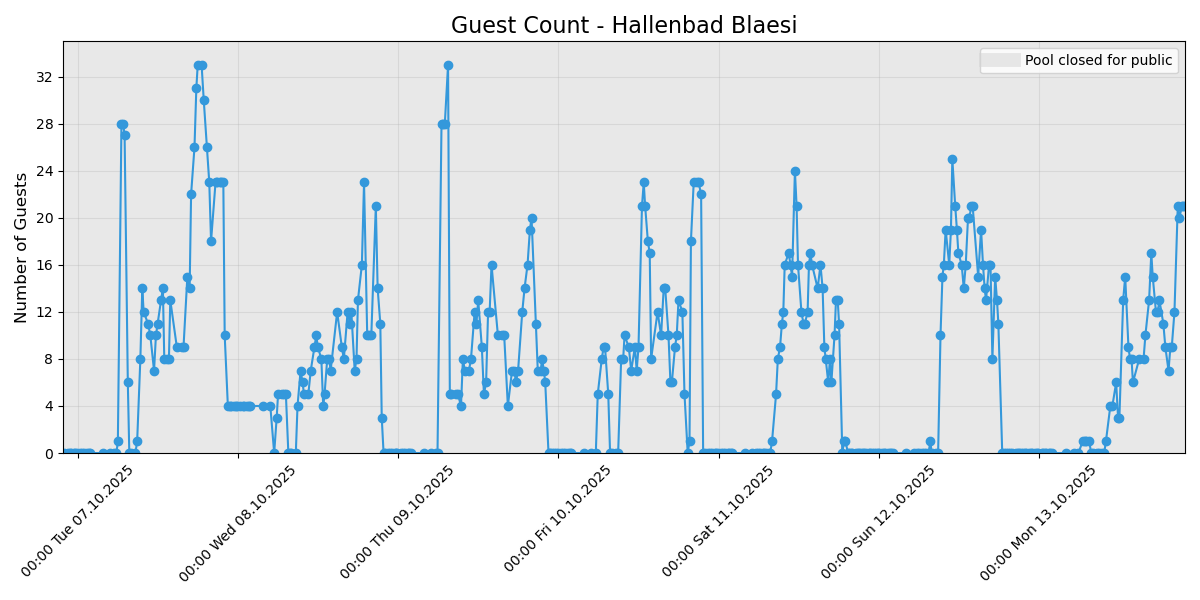 Guest Count - Hallenbad Blaesi
Pool closed for public
Number of Guests
32
28
24
20
16
12
8
4
0
00:00 Tue 07.10.2025
00:00 Wed 08.10.2025
00:00 Thu 09.10.2025
00:00 Fri 10.10.2025
00:00 Sat 11.10.2025
00:00 Sun 12.10.2025
00:00 Mon 13.10.2025